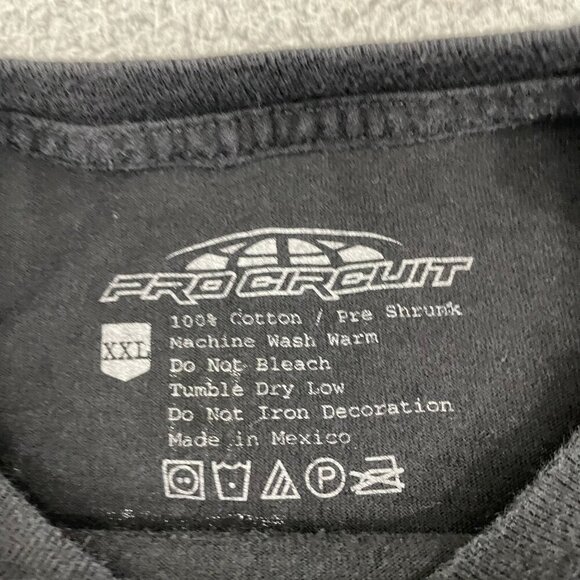 PRO CIRCUIT
XXL
100% Cotton / Pre Shrunk
Machine Wash Warm
Do Not Bleach
Tumble Dry Low
Do Not Iron Decoration
Made in Mexico
P